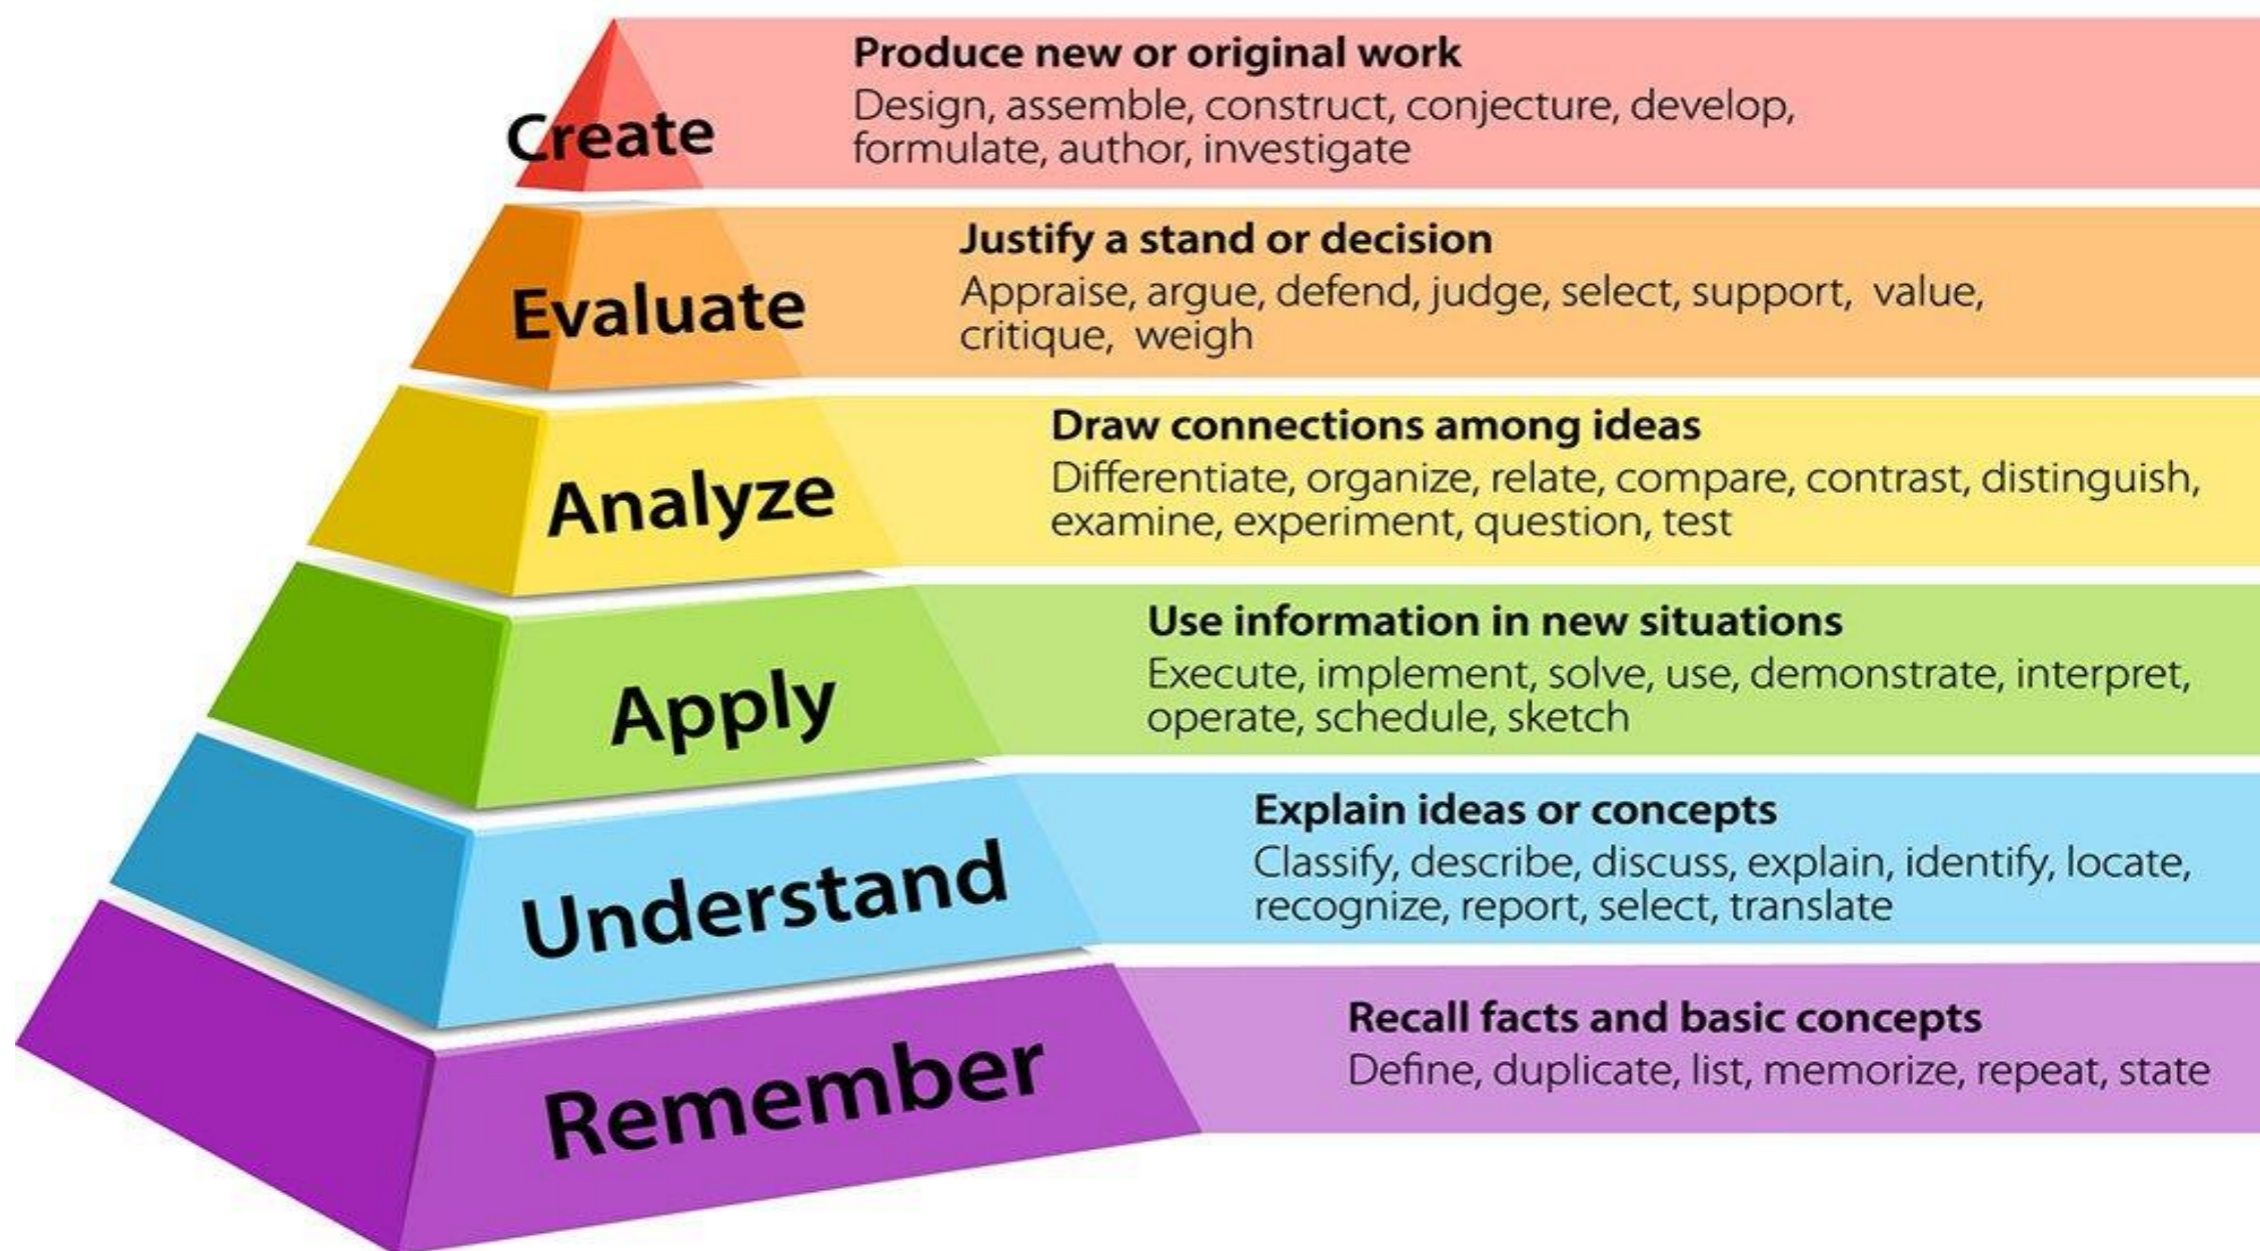 Create
Produce new or original work
Design, assemble, construct, conjecture, develop,
formulate, author, investigate
Evaluate
Justify a stand or decision
Appraise, argue, defend, judge, select, support, value,
critique, weigh
Analyze
Draw connections among ideas
Differentiate, organize, relate, compare, contrast, distinguish,
examine, experiment, question, test
Apply
Use information in new situations
Execute, implement, solve, use, demonstrate, interpret,
operate, schedule, sketch
Understand
Explain ideas or concepts
Classify, describe, discuss, explain, identify, locate,
recognize, report, select, translate
Remember
Recall facts and basic concepts
Define, duplicate, list, memorize, repeat, state